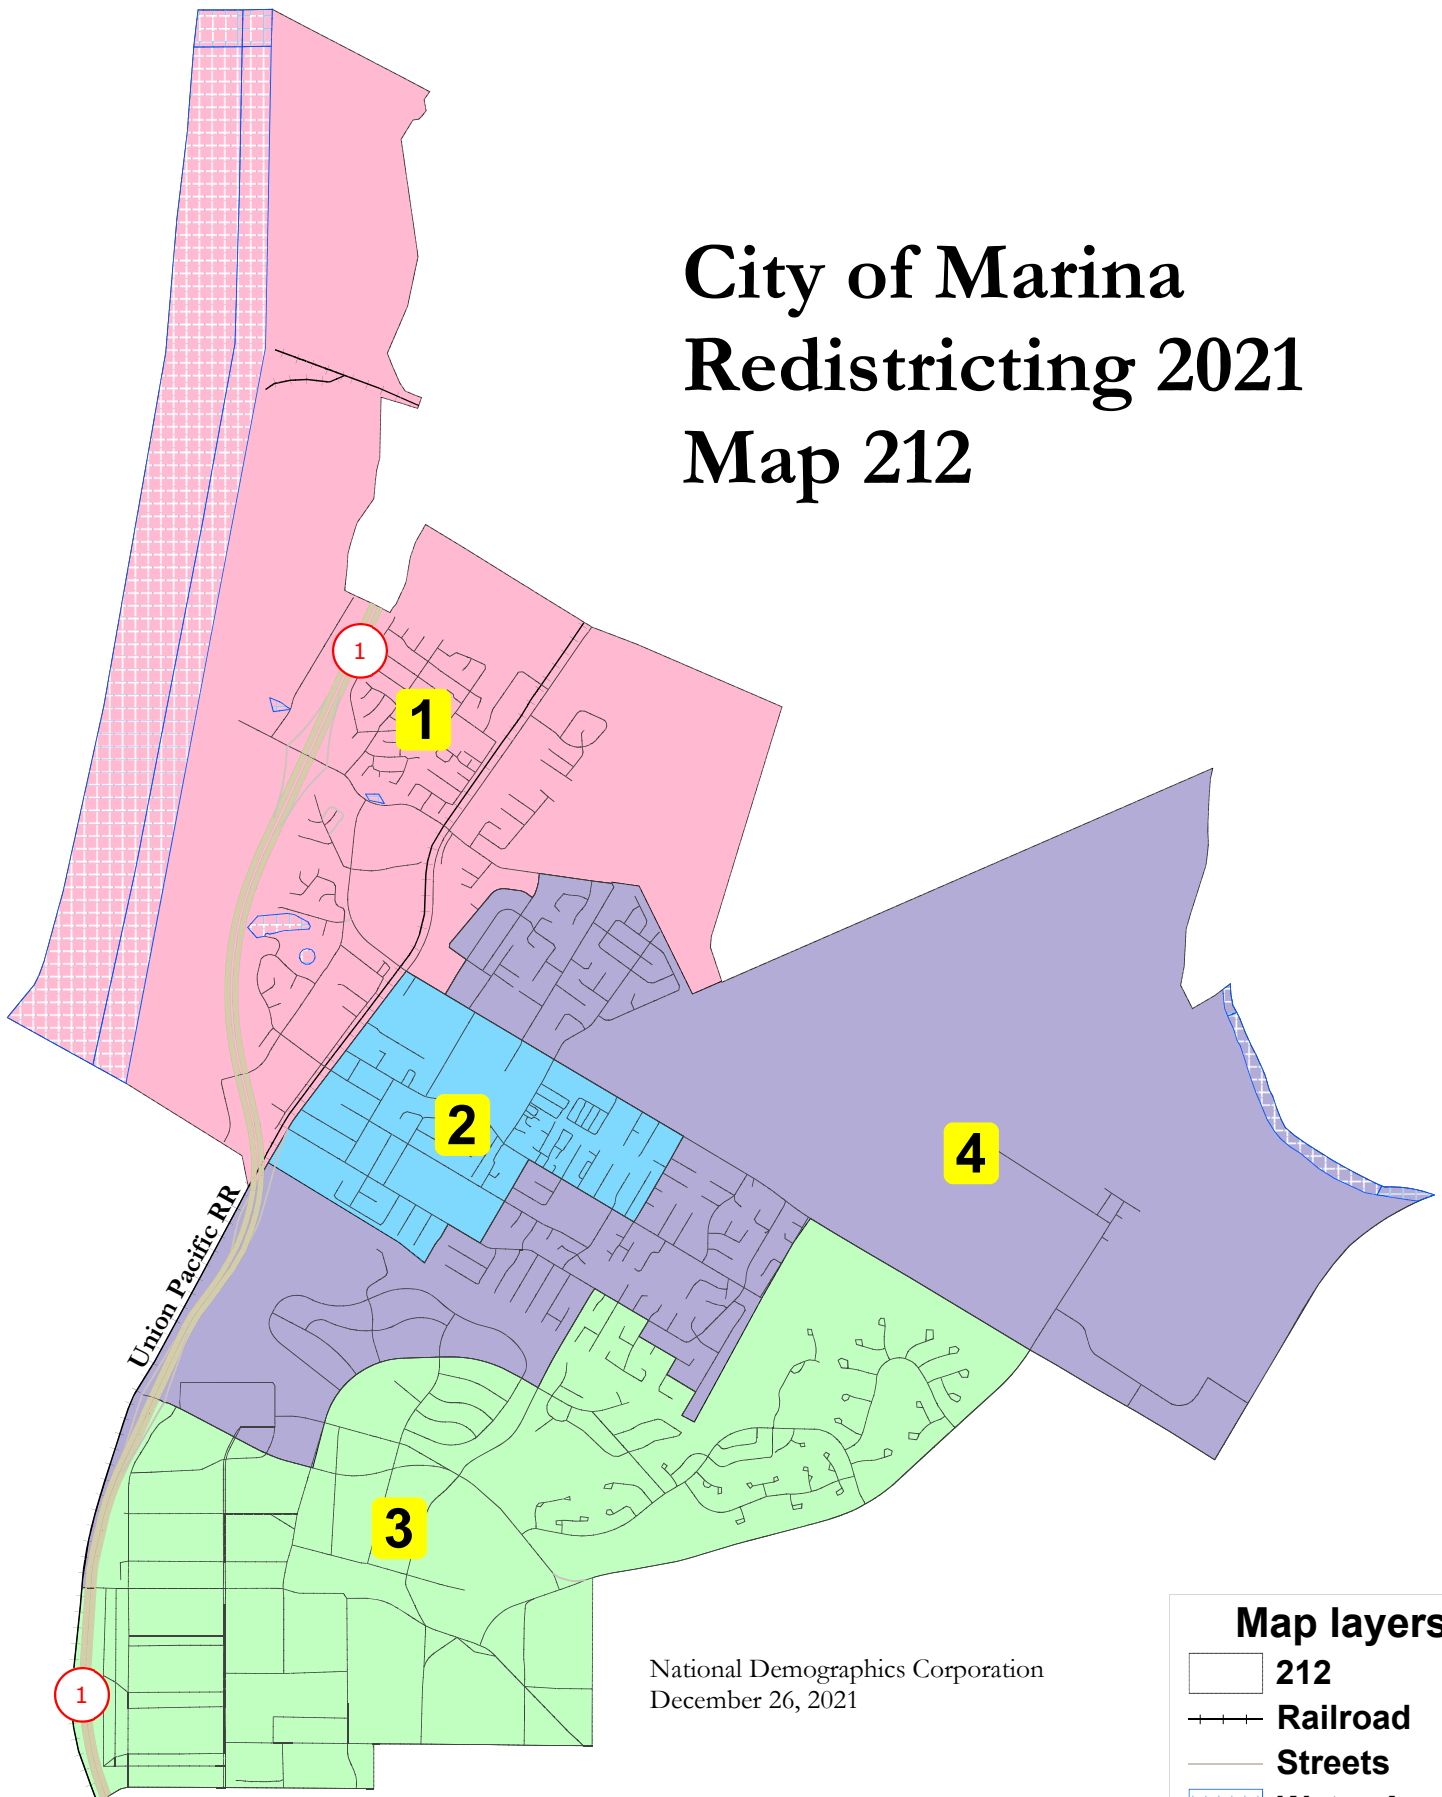 City of Marina
Redistricting 2021
Map 212
1
1
2
4
Union Pacific RR
3
National Demographics Corporation
December 26, 2021
1
Map layers
212
Railroad
Streets